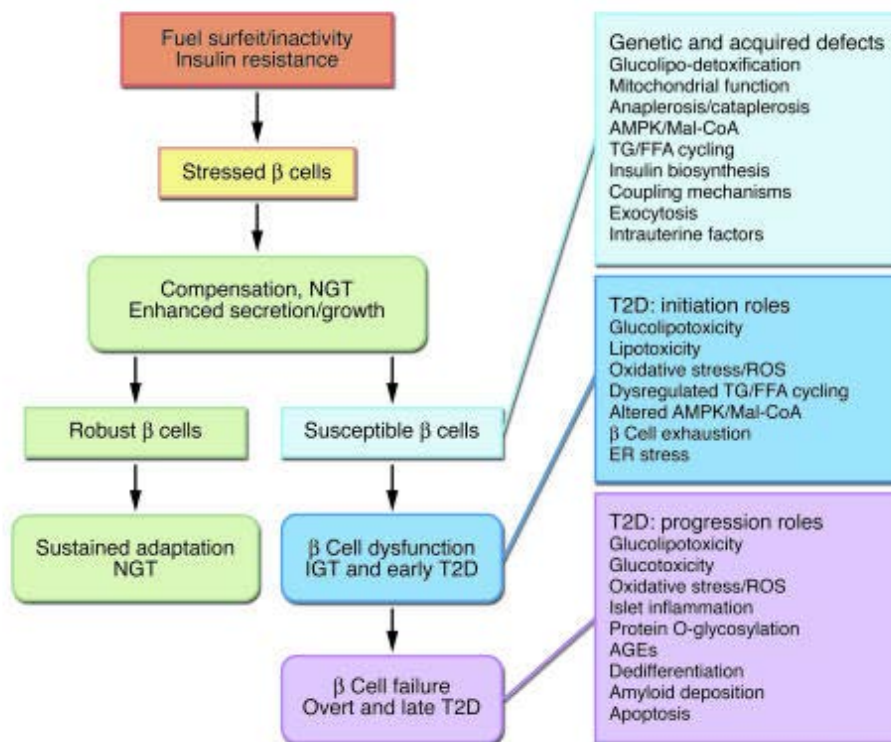 Fuel surfeit/inactivity
Insulin resistance
Stressed β cells
Compensation, NGT
Enhanced secretion/growth
Robust β cells
Susceptible β cells
Sustained adaptation
NGT
β Cell dysfunction
IGT and early T2D
β Cell failure
Overt and late T2D
Genetic and acquired defects
Glucolipo-detoxification
Mitochondrial function
Anaplerosis/cataplerosis
AMPK/Mal-CoA
TG/FFA cycling
Insulin biosynthesis
Coupling mechanisms
Exocytosis
Intrauterine factors
T2D: initiation roles
Glucolipotoxicity
Lipotoxicity
Oxidative stress/ROS
Dysregulated TG/FFA cycling
Altered AMPK/Mal-CoA
β Cell exhaustion
ER stress
T2D: progression roles
Glucolipotoxicity
Glucotoxicity
Oxidative stress/ROS
Islet inflammation
Protein O-glycosylation
AGEs
Dedifferentiation
Amyloid deposition
Apoptosis